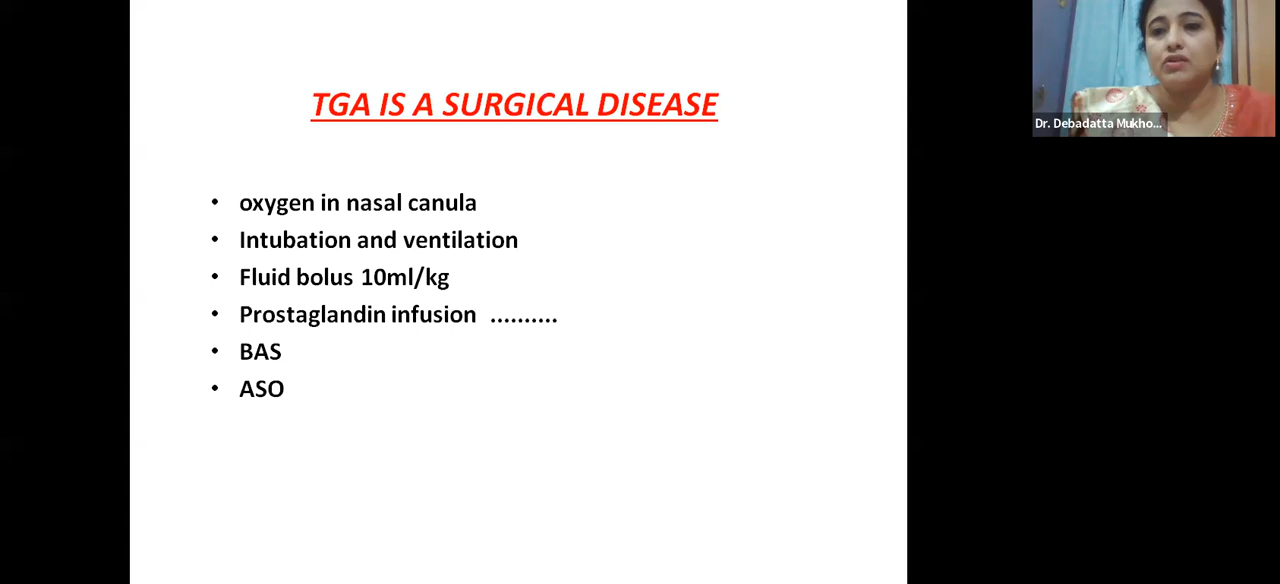 TGA IS A SURGICAL DISEASE
• oxygen in nasal canula
• Intubation and ventilation
• Fluid bolus 10ml/kg
• Prostaglandin infusion ..........
• BAS
• ASO
Dr. Debadatta Mukho...